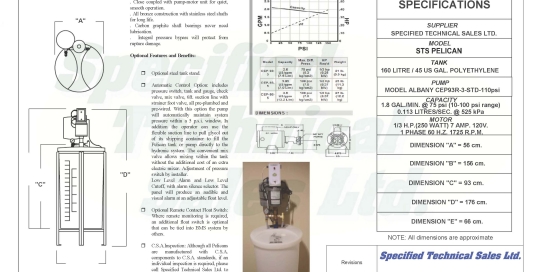 . Close coupled with pump-motor unit for quiet,
smooth operation.
. All bronze construction with stainless steel shafts
for long life.
. Carbon graphite shaft bearings never need
lubrication.
. Integral pressure bypass will protect from
rupture damage.
Optional Features and Benefits:
Optional steel tank stand.
Automatic Control Option: includes
pressure switch, tank and gauge, check
valve, mix valve, 6ft. suction line with
strainer foot valve, all pre-plumbed and
pre-wired. With this option the pump
will automatically maintain system
pressure within a 5 p.s.i. window. In
addition the operator can use the
flexible suction line to pull glycol out
of its shipping container to fill the
Pelican tank or pump directly to the
hydronic system. The convenient mix
valve allows mixing within the tank
without the additional cost of an extra
electric mixer. Adjustment of pressure
switch by installer.
Low Level Alarm and Low Level
Cutoff, with alarm silence selector. The
panel will produce an audible and
visual alarm at an adjustable float level.
Optional Remote Contact Float Switch:
Where remote monitoring is required,
an additional float switch is optional
that can be tied into BMS system by
others.
C.S.A. Inspection: Although all Pelicans
are manufactured with C.S.A.
components to C.S.A. standards, if an
individual inspection is required, please
call Specified Technical Sales Ltd. to
"A"
"C"
"D"
GPM
PSI
DIMENSIONS
SPECIFICATIONS
SUPPLIER
SPECIFIED TECHNICAL SALES LTD.
MODEL
STS PELICAN
TANK
160 LITRE / 45 US GAL. POLYETHYLENE
PUMP
MODEL ALBANY CEP93R-3-STD-110psi
CAPACITY
1.8 GAL./MIN. @ 75 psi (10-100 psi range)
0.113 LITRES/SEC. @ 525 kPa
MOTOR
1/3 H.P.(250 WATT) 7 AMP. 120V.
1 PHASE 60 H.Z. 1725 R.P.M.
DIMENSION "A" = 56 cm.
DIMENSION "B" = 156 cm.
DIMENSION "C" = 93 cm.
DIMENSION "D" = 176 cm.
DIMENSION "E" = 66 cm.
NOTE: All dimensions are approximate
Specified Technical Sales Ltd.
Revisions